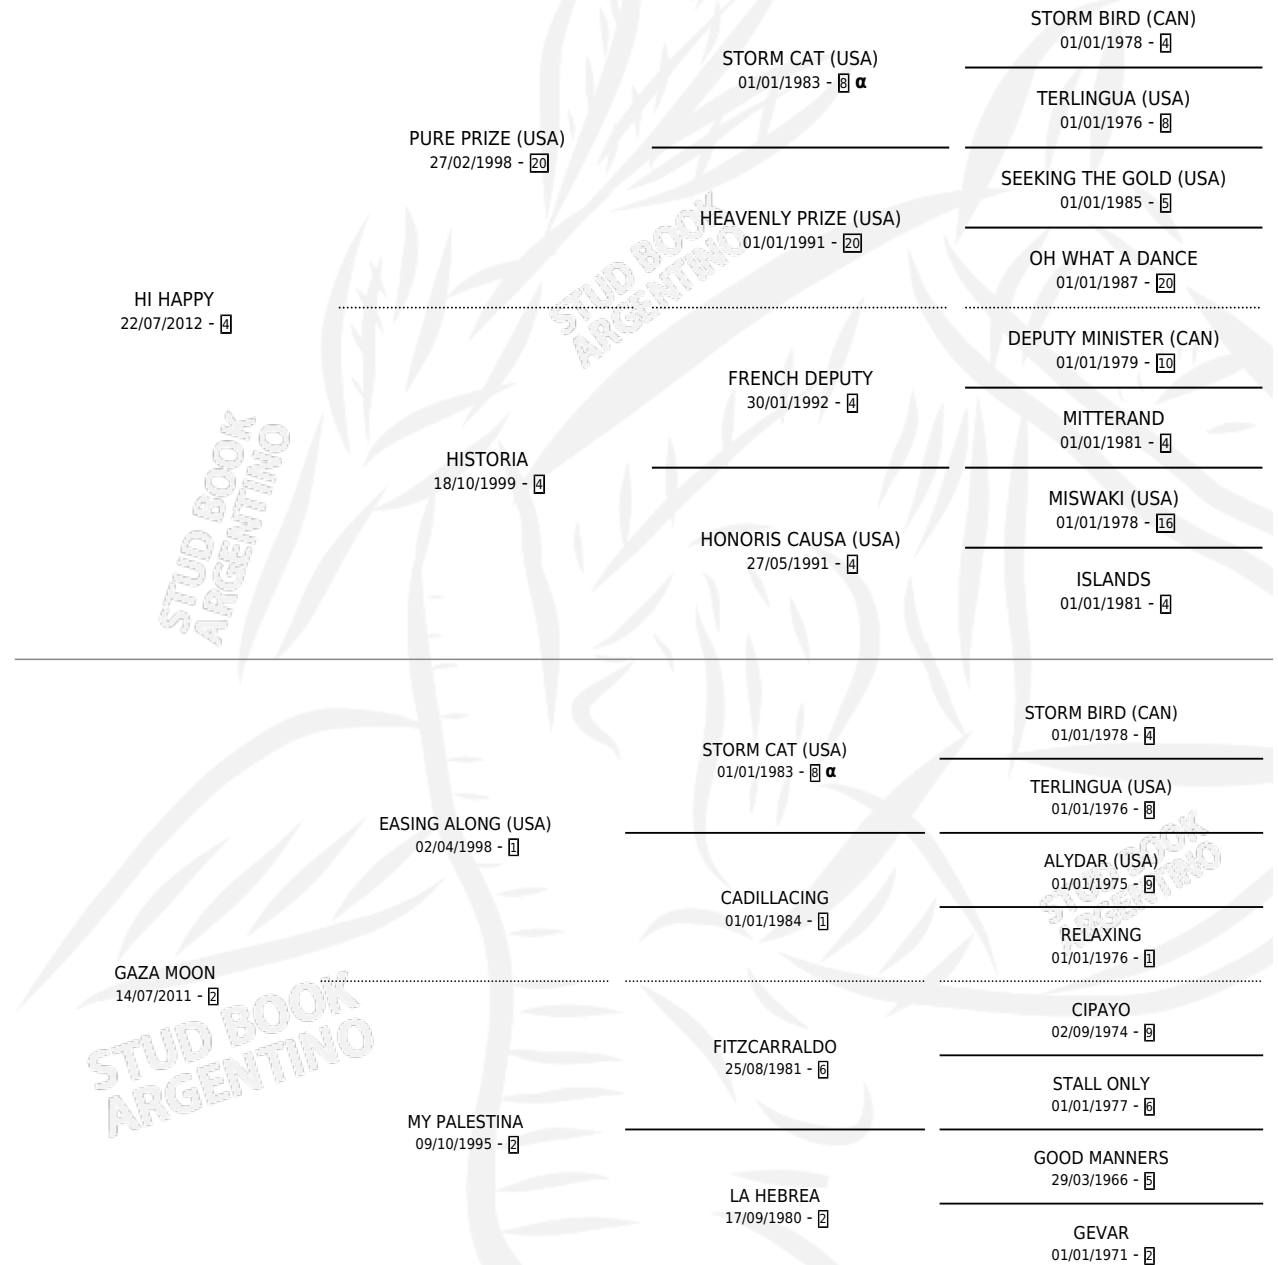 STORM BIRD (CAN)
01/01/1978 - 4
STORM CAT (USA)
01/01/1983 - 8 α
TERLINGUA (USA)
01/01/1976 - 8
PURE PRIZE (USA)
27/02/1998 - 20
SEEKING THE GOLD (USA)
01/01/1985 - 5
HEAVENLY PRIZE (USA)
01/01/1991 - 20
OH WHAT A DANCE
01/01/1987 - 20
HI HAPPY
22/07/2012 - 4
DEPUTY MINISTER (CAN)
01/01/1979 - 10
FRENCH DEPUTY
30/01/1992 - 4
MITTERAND
01/01/1981 - 4
HISTORIA
18/10/1999 - 4
MISWAKI (USA)
01/01/1978 - 16
HONORIS CAUSA (USA)
27/05/1991 - 4
ISLANDS
01/01/1981 - 4
STORM BIRD (CAN)
01/01/1978 - 4
STORM CAT (USA)
01/01/1983 - 8 α
TERLINGUA (USA)
01/01/1976 - 8
EASING ALONG (USA)
02/04/1998 - 1
ALYDAR (USA)
01/01/1975 - 9
CADILLACING
01/01/1984 - 1
RELAXING
01/01/1976 - 1
GAZA MOON
14/07/2011 - 2
CIPAYO
02/09/1974 - 9
FITZCARRALDO
25/08/1981 - 6
STALL ONLY
01/01/1977 - 6
MY PALESTINA
09/10/1995 - 2
GOOD MANNERS
29/03/1966 - 5
LA HEBREA
17/09/1980 - 2
GEVAR
01/01/1971 - 2
STUD BOOK
ARGENTINO
STUD BOOK
ARGENTINO
STUD BOOK
ARGENTINO
STUD BOOK
ARGENTINO